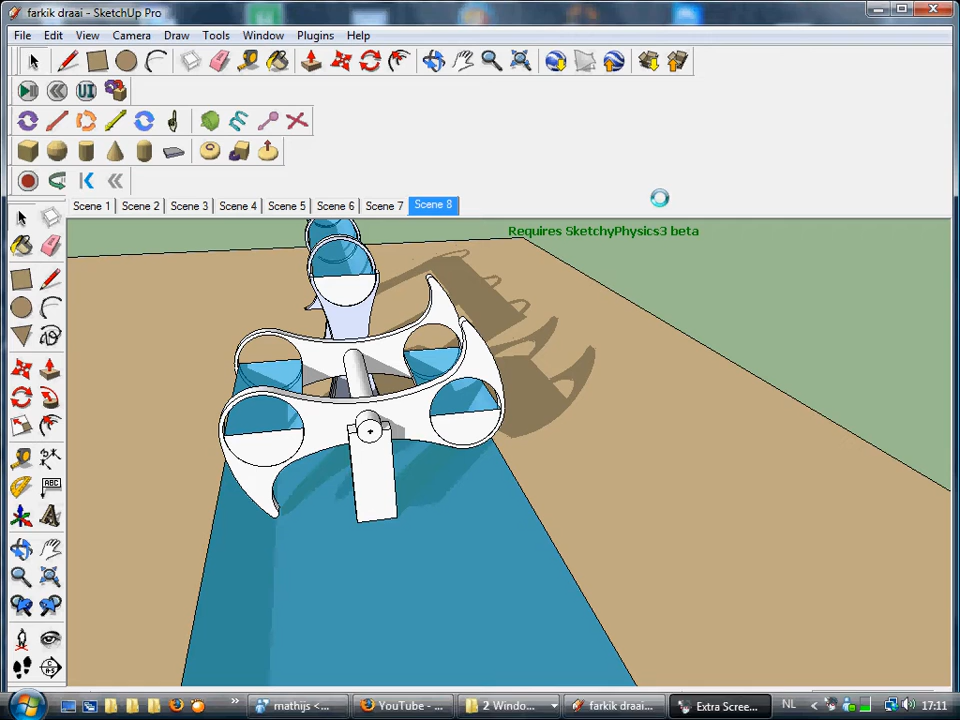 farkik draai - SketchUp Pro
File Edit View Camera Draw Tools Window Plugins Help
UI
Scene 1 Scene 2 Scene 3 Scene 4 Scene 5 Scene 6 Scene 7 Scene 8
Requires SketchyPhysics3 beta
ABC
A
» mathijs <... YouTube - ... 2 Windo... farkik draai... Extra Scree... NL < 17:11